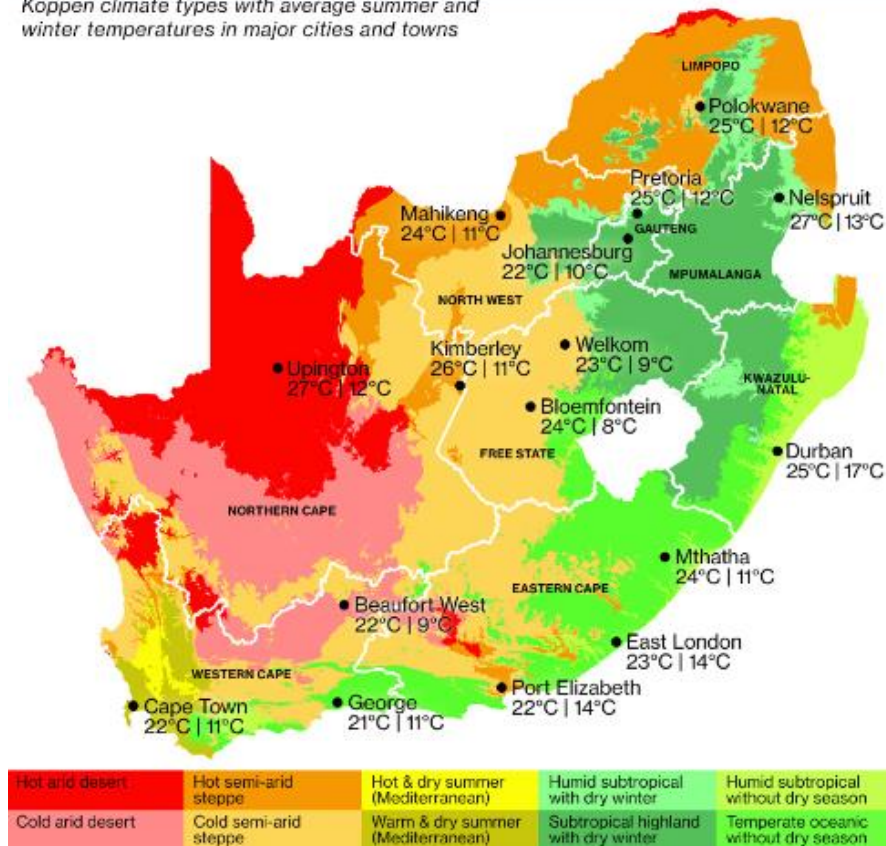 Koppen climate types with average summer and
winter temperatures in major cities and towns
LIMPOPO
Polokwane
25°C | 12°C
Pretoria
25°C | 12°C
Nelspruit
27°C | 13°C
Mahikeng
24°C | 11°C
GAUTENG
Johannesburg
22°C | 10°C
MPUMALANGA
NORTH WEST
Welkom
23°C | 9°C
Kimberley
26°C | 11°C
Upington
27°C | 12°C
KWAZULU-
NATAL
Bloemfontein
24°C | 8°C
FREE STATE
Durban
25°C | 17°C
NORTHERN CAPE
Mthatha
24°C | 11°C
EASTERN CAPE
Beaufort West
22°C | 9°C
East London
23°C | 14°C
WESTERN CAPE
Port Elizabeth
22°C | 14°C
Cape Town
22°C | 11°C
George
21°C | 11°C
Hot arid desert
Hot semi-arid
steppe
Hot & dry summer
(Mediterranean)
Humid subtropical
with dry winter
Humid subtropical
without dry season
Cold arid desert
Cold semi-arid
steppe
Warm & dry summer
(Mediterranean)
Subtropical highland
with dry winter
Temperate oceanic
without dry season